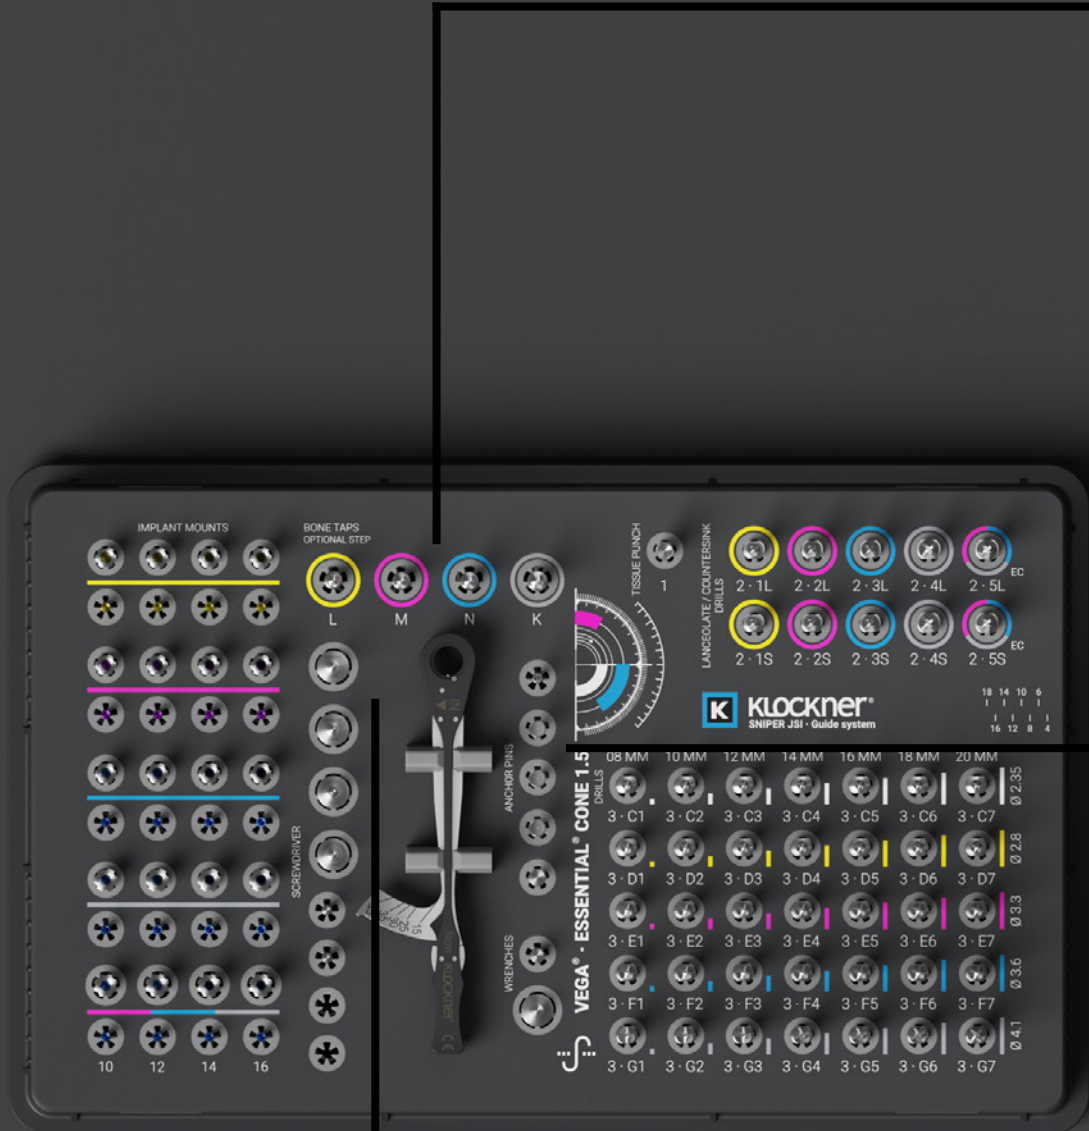 IMPLANT MOUNTS
BONE TAPS
OPTIONAL STEP
L M N K
SCREWDRIVER
10 12 14 16
IN
ANCHOR PINS
WRENCHES
15
KLOCKNER CE
TISSUE PUNCH
1
LANCEOLATE / COUNTERSINK
DRILLS
2 · 1L 2 · 2L 2 · 3L 2 · 4L 2 · 5L EC
2 · 1S 2 · 2S 2 · 3S 2 · 4S 2 · 5S EC
K KLOCKNER®
SNIPER JSI · Guide system
18 14 10 6
16 12 8 4
VEGA® · ESSENTIAL® CONE 1.5
DRILLS
08 MM 10 MM 12 MM 14 MM 16 MM 18 MM 20 MM
3 · C1 3 · C2 3 · C3 3 · C4 3 · C5 3 · C6 3 · C7 Ø 2.35
3 · D1 3 · D2 3 · D3 3 · D4 3 · D5 3 · D6 3 · D7 Ø 2.8
3 · E1 3 · E2 3 · E3 3 · E4 3 · E5 3 · E6 3 · E7 Ø 3.3
3 · F1 3 · F2 3 · F3 3 · F4 3 · F5 3 · F6 3 · F7 Ø 3.6
3 · G1 3 · G2 3 · G3 3 · G4 3 · G5 3 · G6 3 · G7 Ø 4.1